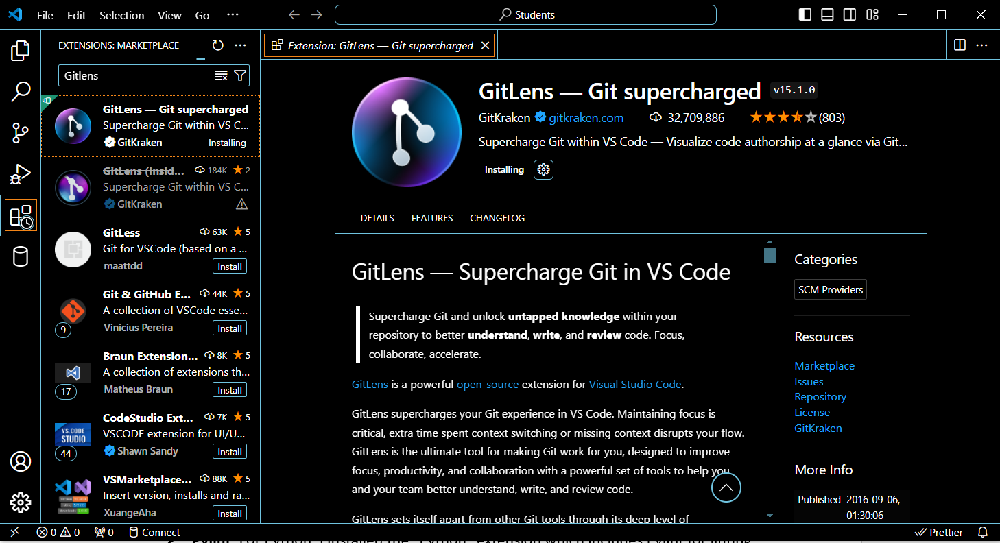 File Edit Selection View Go ···
Students
EXTENSIONS: MARKETPLACE
Gitlens
GitLens — Git supercharged
Supercharge Git within VS C...
GitKraken Installing
GitLens (Insid... 184K 2
Supercharge Git within VS C...
GitKraken
GitLess 63K 5
Git for VSCode (based on a ...
maattdd Install
Git & GitHub E... 44K 5
A collection of VSCode esse...
9 Vinícius Pereira Install
Braun Extension... 8K 5
A collection of extensions th...
17 Matheus Braun Install
CodeStudio Ext... 7K 5
VS.CODE
STUDIO
VSCODE extension for UI/U...
44 Shawn Sandy Install
VSMarketplace... 88K 5
Insert version, installs and ra...
XuangeAha Install
Extension: GitLens — Git supercharged
GitLens — Git supercharged v15.1.0
GitKraken gitkraken.com 32,709,886 (803)
Supercharge Git within VS Code — Visualize code authorship at a glance via Git...
Installing
DETAILS FEATURES CHANGELOG
GitLens — Supercharge Git in VS Code
Supercharge Git and unlock untapped knowledge within your
repository to better understand, write, and review code. Focus,
collaborate, accelerate.
GitLens is a powerful open-source extension for Visual Studio Code.
GitLens supercharges your Git experience in VS Code. Maintaining focus is
critical, extra time spent context switching or missing context disrupts your flow.
GitLens is the ultimate tool for making Git work for you, designed to improve
focus, productivity, and collaboration with a powerful set of tools to help you
and your team better understand, write, and review code.
GitLens sets itself apart from other Git tools through its deep level of
Categories
SCM Providers
Resources
Marketplace
Issues
Repository
License
GitKraken
More Info
Published 2016-09-06,
01:30:06
0 0 0 Connect Prettier